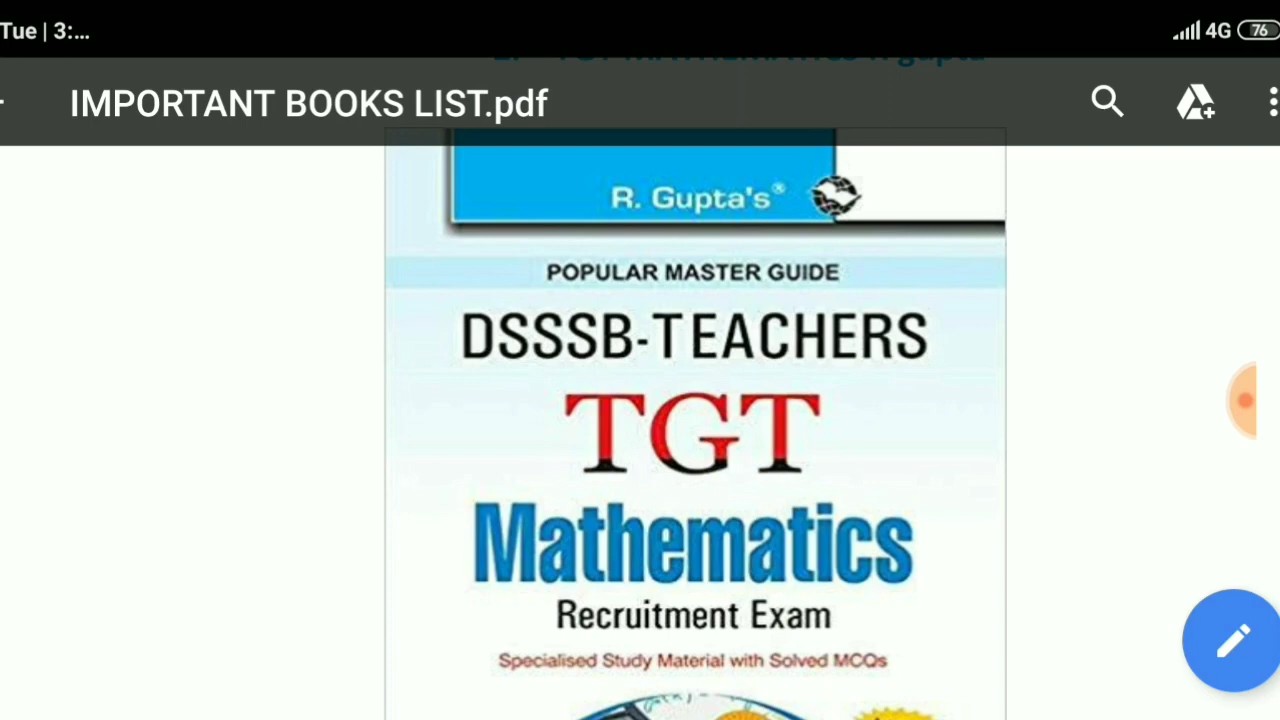 Tue | 3:...
4G 76
IMPORTANT BOOKS LIST.pdf
R. Gupta's®
POPULAR MASTER GUIDE
DSSSB-TEACHERS
TGT
Mathematics
Recruitment Exam
Specialised Study Material with Solved MCQs